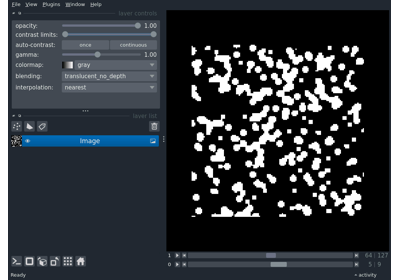 File View Plugins Window Help
layer controls
opacity: 1.00
contrast limits:
auto-contrast: once continuous
gamma: 1.00
colormap: gray
blending: translucent_no_depth
interpolation: nearest
layer list
Image
1 64 127
0 5 9
Ready activity